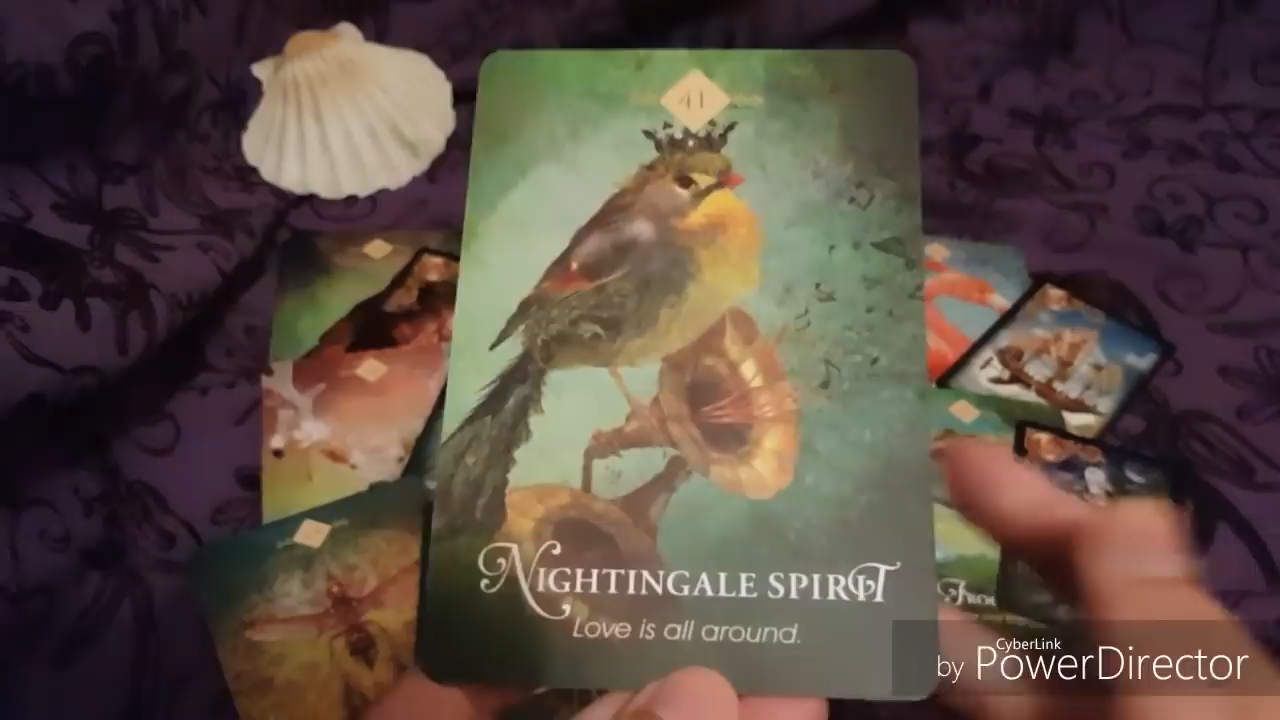 41
NIGHTINGALE SPIRIT
Love is all around.
CyberLink
by PowerDirector